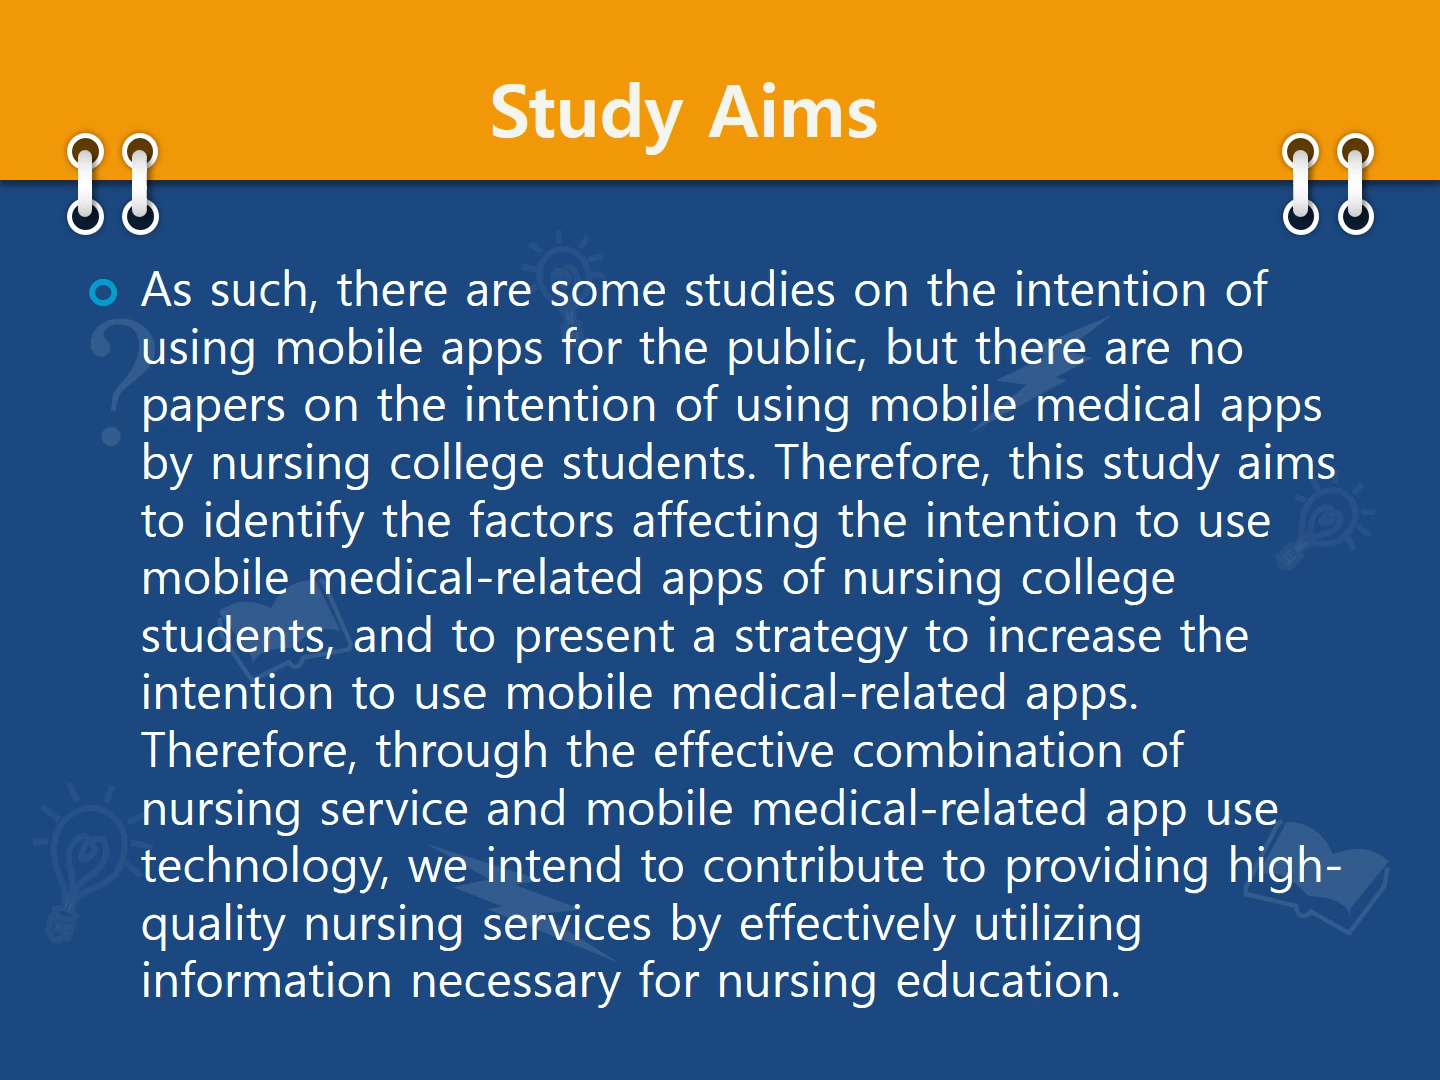 Study Aims
As such, there are some studies on the intention of
using mobile apps for the public, but there are no
papers on the intention of using mobile medical apps
by nursing college students. Therefore, this study aims
to identify the factors affecting the intention to use
mobile medical-related apps of nursing college
students, and to present a strategy to increase the
intention to use mobile medical-related apps.
Therefore, through the effective combination of
nursing service and mobile medical-related app use
technology, we intend to contribute to providing high-
quality nursing services by effectively utilizing
information necessary for nursing education.